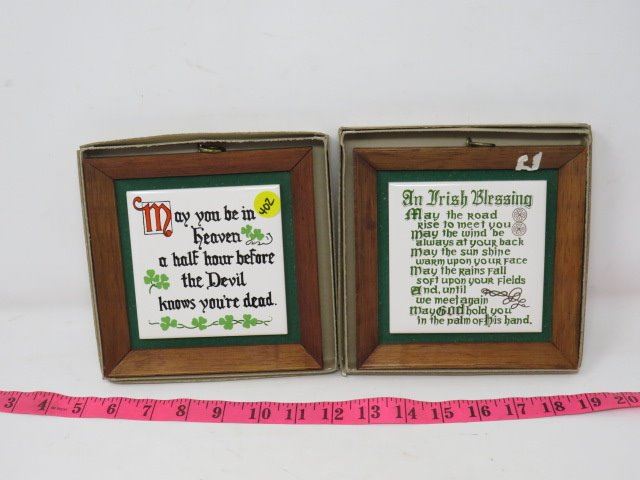 May you be in
heaven
a half hour before
the Devil
knows you're dead.
402
An Irish Blessing
May the road
rise to meet you
May the wind be
always at your back
May the sun shine
warm upon your face
May the rains fall
soft upon your fields
And, until
we meet again
May GOD hold you
in the palm of His hand.
3 4 5 6 7 8 9 10 11 12 13 14 15 16 17 18 19 20